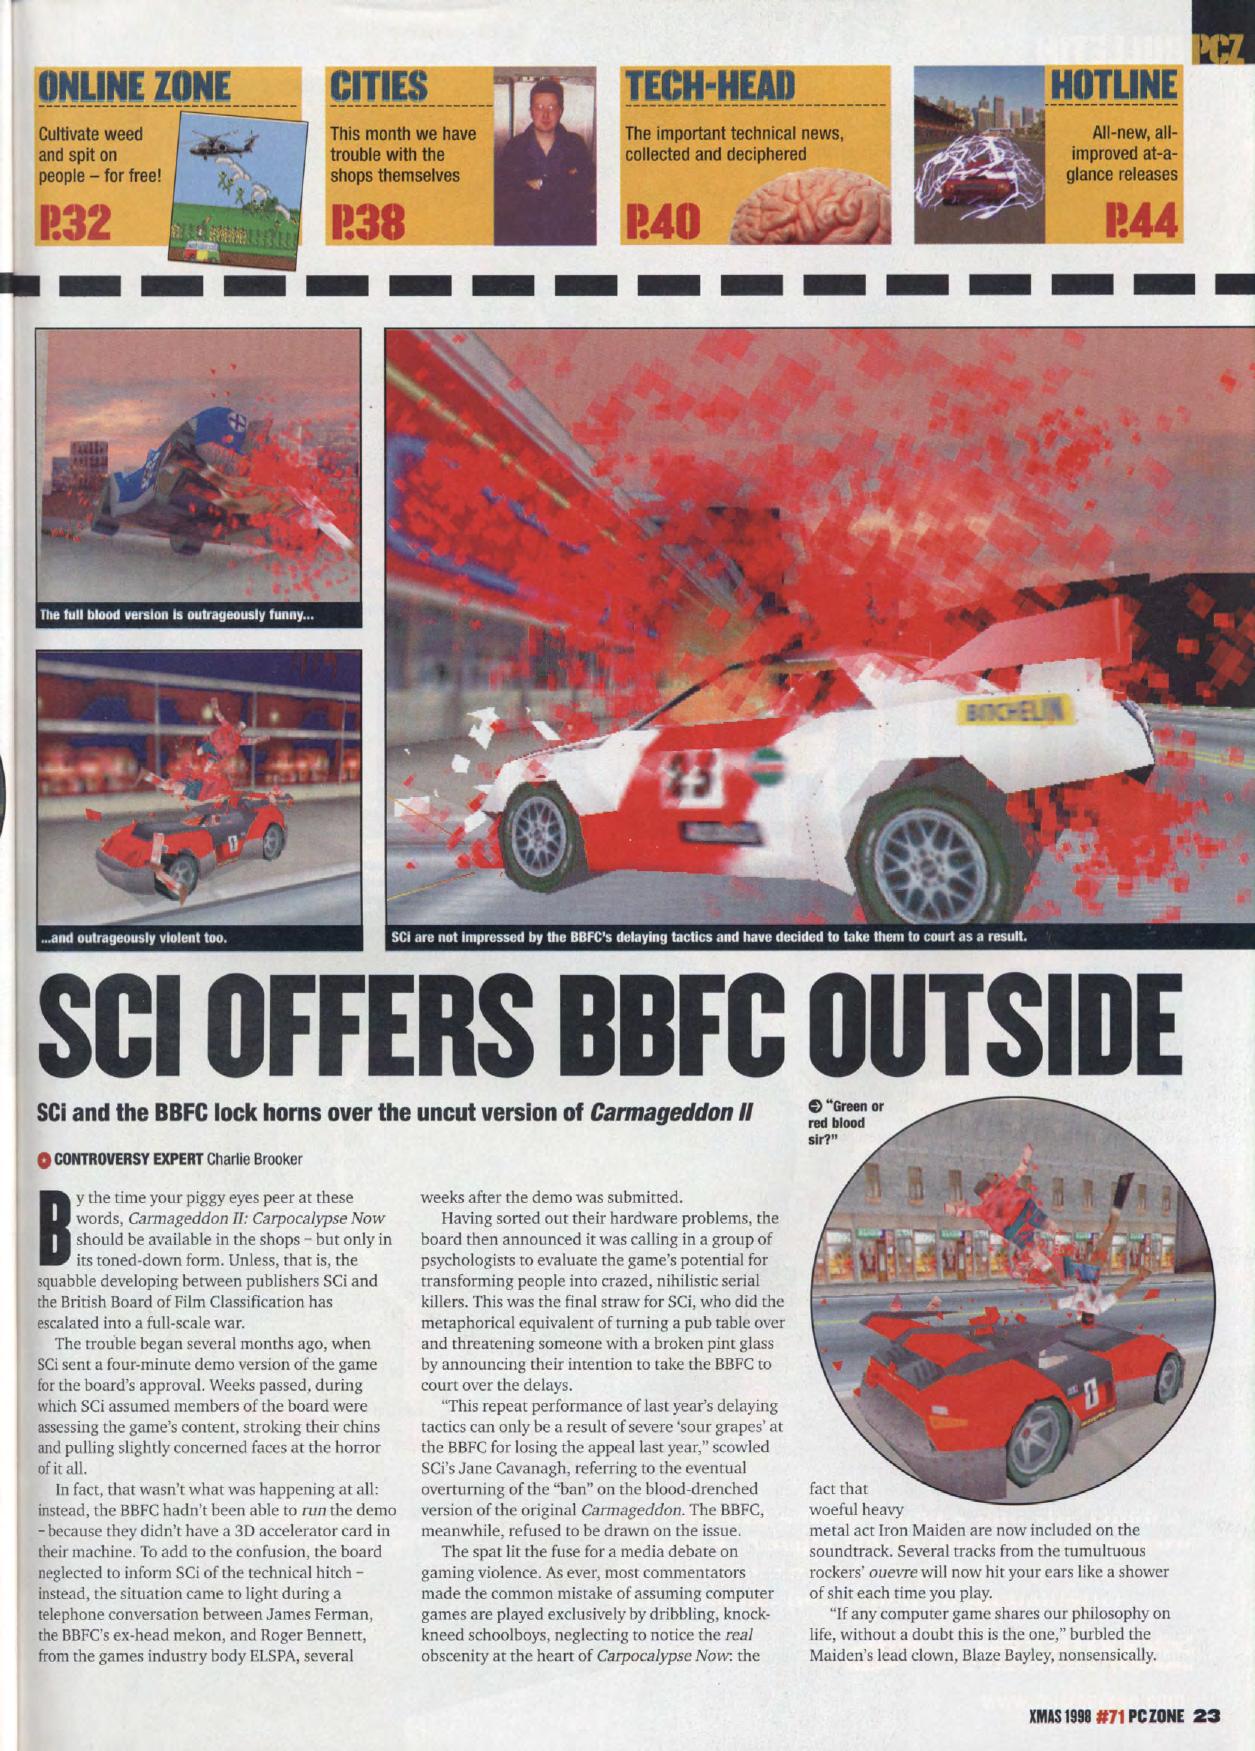 PCZ
ONLINE ZONE
Cultivate weed
and spit on
people – for free!
P.32
CITIES
This month we have
trouble with the
shops themselves
P.38
TECH-HEAD
The important technical news,
collected and deciphered
P.40
HOTLINE
All-new, all-
improved at-a-
glance releases
P.44
The full blood version is outrageously funny...
...and outrageously violent too.
23
BITCHELIN
1
SCi are not impressed by the BBFC's delaying tactics and have decided to take them to court as a result.
SCI OFFERS BBFC OUTSIDE
SCi and the BBFC lock horns over the uncut version of Carmageddon II
CONTROVERSY EXPERT Charlie Brooker
By the time your piggy eyes peer at these
words, Carmageddon II: Carpocalypse Now
should be available in the shops – but only in
its toned-down form. Unless, that is, the
squabble developing between publishers SCi and
the British Board of Film Classification has
escalated into a full-scale war.
The trouble began several months ago, when
SCi sent a four-minute demo version of the game
for the board's approval. Weeks passed, during
which SCi assumed members of the board were
assessing the game's content, stroking their chins
and pulling slightly concerned faces at the horror
of it all.
In fact, that wasn't what was happening at all:
instead, the BBFC hadn't been able to run the demo
– because they didn't have a 3D accelerator card in
their machine. To add to the confusion, the board
neglected to inform SCi of the technical hitch –
instead, the situation came to light during a
telephone conversation between James Ferman,
the BBFC's ex-head mekon, and Roger Bennett,
from the games industry body ELSPA, several
weeks after the demo was submitted.
Having sorted out their hardware problems, the
board then announced it was calling in a group of
psychologists to evaluate the game's potential for
transforming people into crazed, nihilistic serial
killers. This was the final straw for SCi, who did the
metaphorical equivalent of turning a pub table over
and threatening someone with a broken pint glass
by announcing their intention to take the BBFC to
court over the delays.
"This repeat performance of last year's delaying
tactics can only be a result of severe 'sour grapes' at
the BBFC for losing the appeal last year," scowled
SCi's Jane Cavanagh, referring to the eventual
overturning of the "ban" on the blood-drenched
version of the original Carmageddon. The BBFC,
meanwhile, refused to be drawn on the issue.
The spat lit the fuse for a media debate on
gaming violence. As ever, most commentators
made the common mistake of assuming computer
games are played exclusively by dribbling, knock-
kneed schoolboys, neglecting to notice the real
obscenity at the heart of Carpocalypse Now: the
"Green or
red blood
sir?"
1
fact that
woeful heavy
metal act Iron Maiden are now included on the
soundtrack. Several tracks from the tumultuous
rockers' ouevre will now hit your ears like a shower
of shit each time you play.
"If any computer game shares our philosophy on
life, without a doubt this is the one," burbled the
Maiden's lead clown, Blaze Bayley, nonsensically.
XMAS 1998 #71 PC ZONE 23